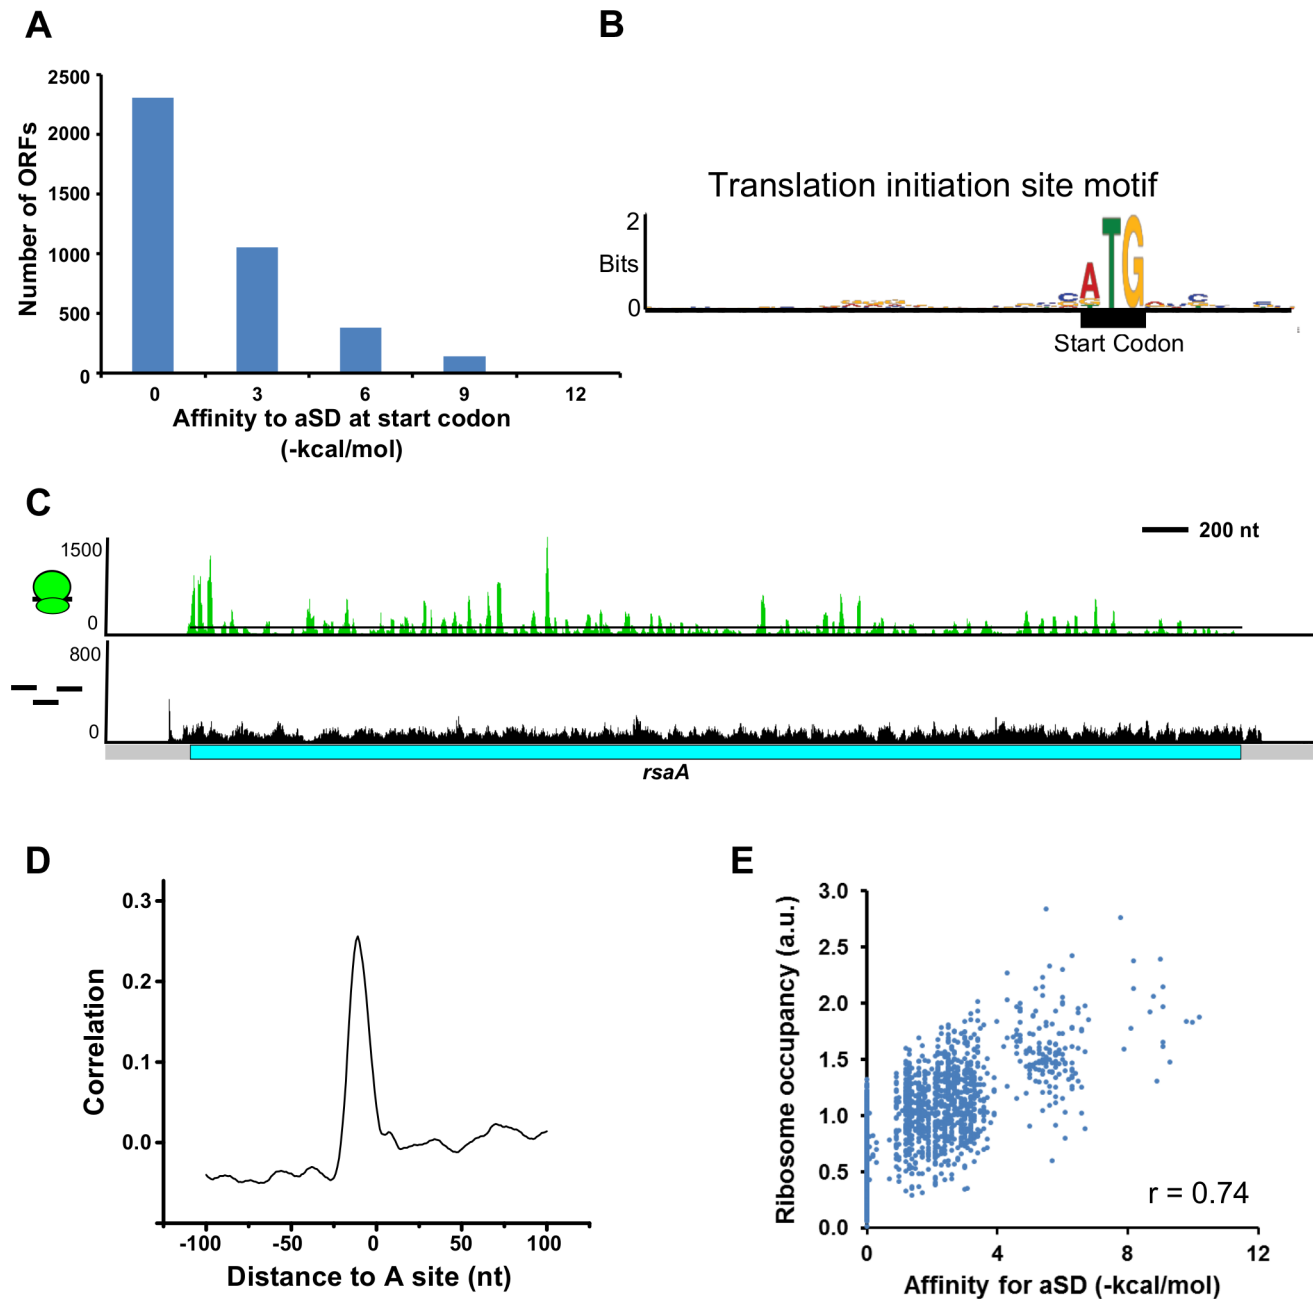 A
2500
2000
1500
1000
500
0
Number of ORFs
0 3 6 9 12
Affinity to aSD at start codon
(-kcal/mol)
B
Translation initiation site motif
2
Bits
0
C
A
T
G
C
Start Codon
C
200 nt
1500
0
800
0
rsaA
D
0.3
0.2
0.1
0.0
Correlation
-100 -50 0 50 100
Distance to A site (nt)
E
3.0
2.5
2.0
1.5
1.0
0.5
0.0
Ribosome occupancy (a.u.)
r = 0.74
0 4 8 12
Affinity for aSD (-kcal/mol)